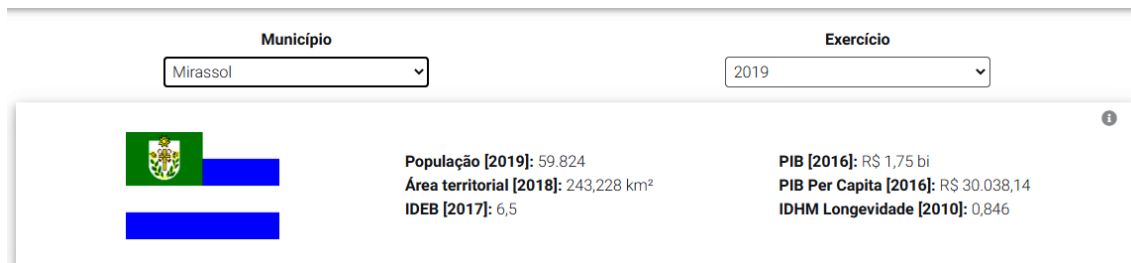 Município
Exercício
Mirassol
2019
População [2019]: 59.824
Área territorial [2018]: 243,228 km²
IDEB [2017]: 6,5
PIB [2016]: R$ 1,75 bi
PIB Per Capita [2016]: R$ 30.038,14
IDHM Longevidade [2010]: 0,846